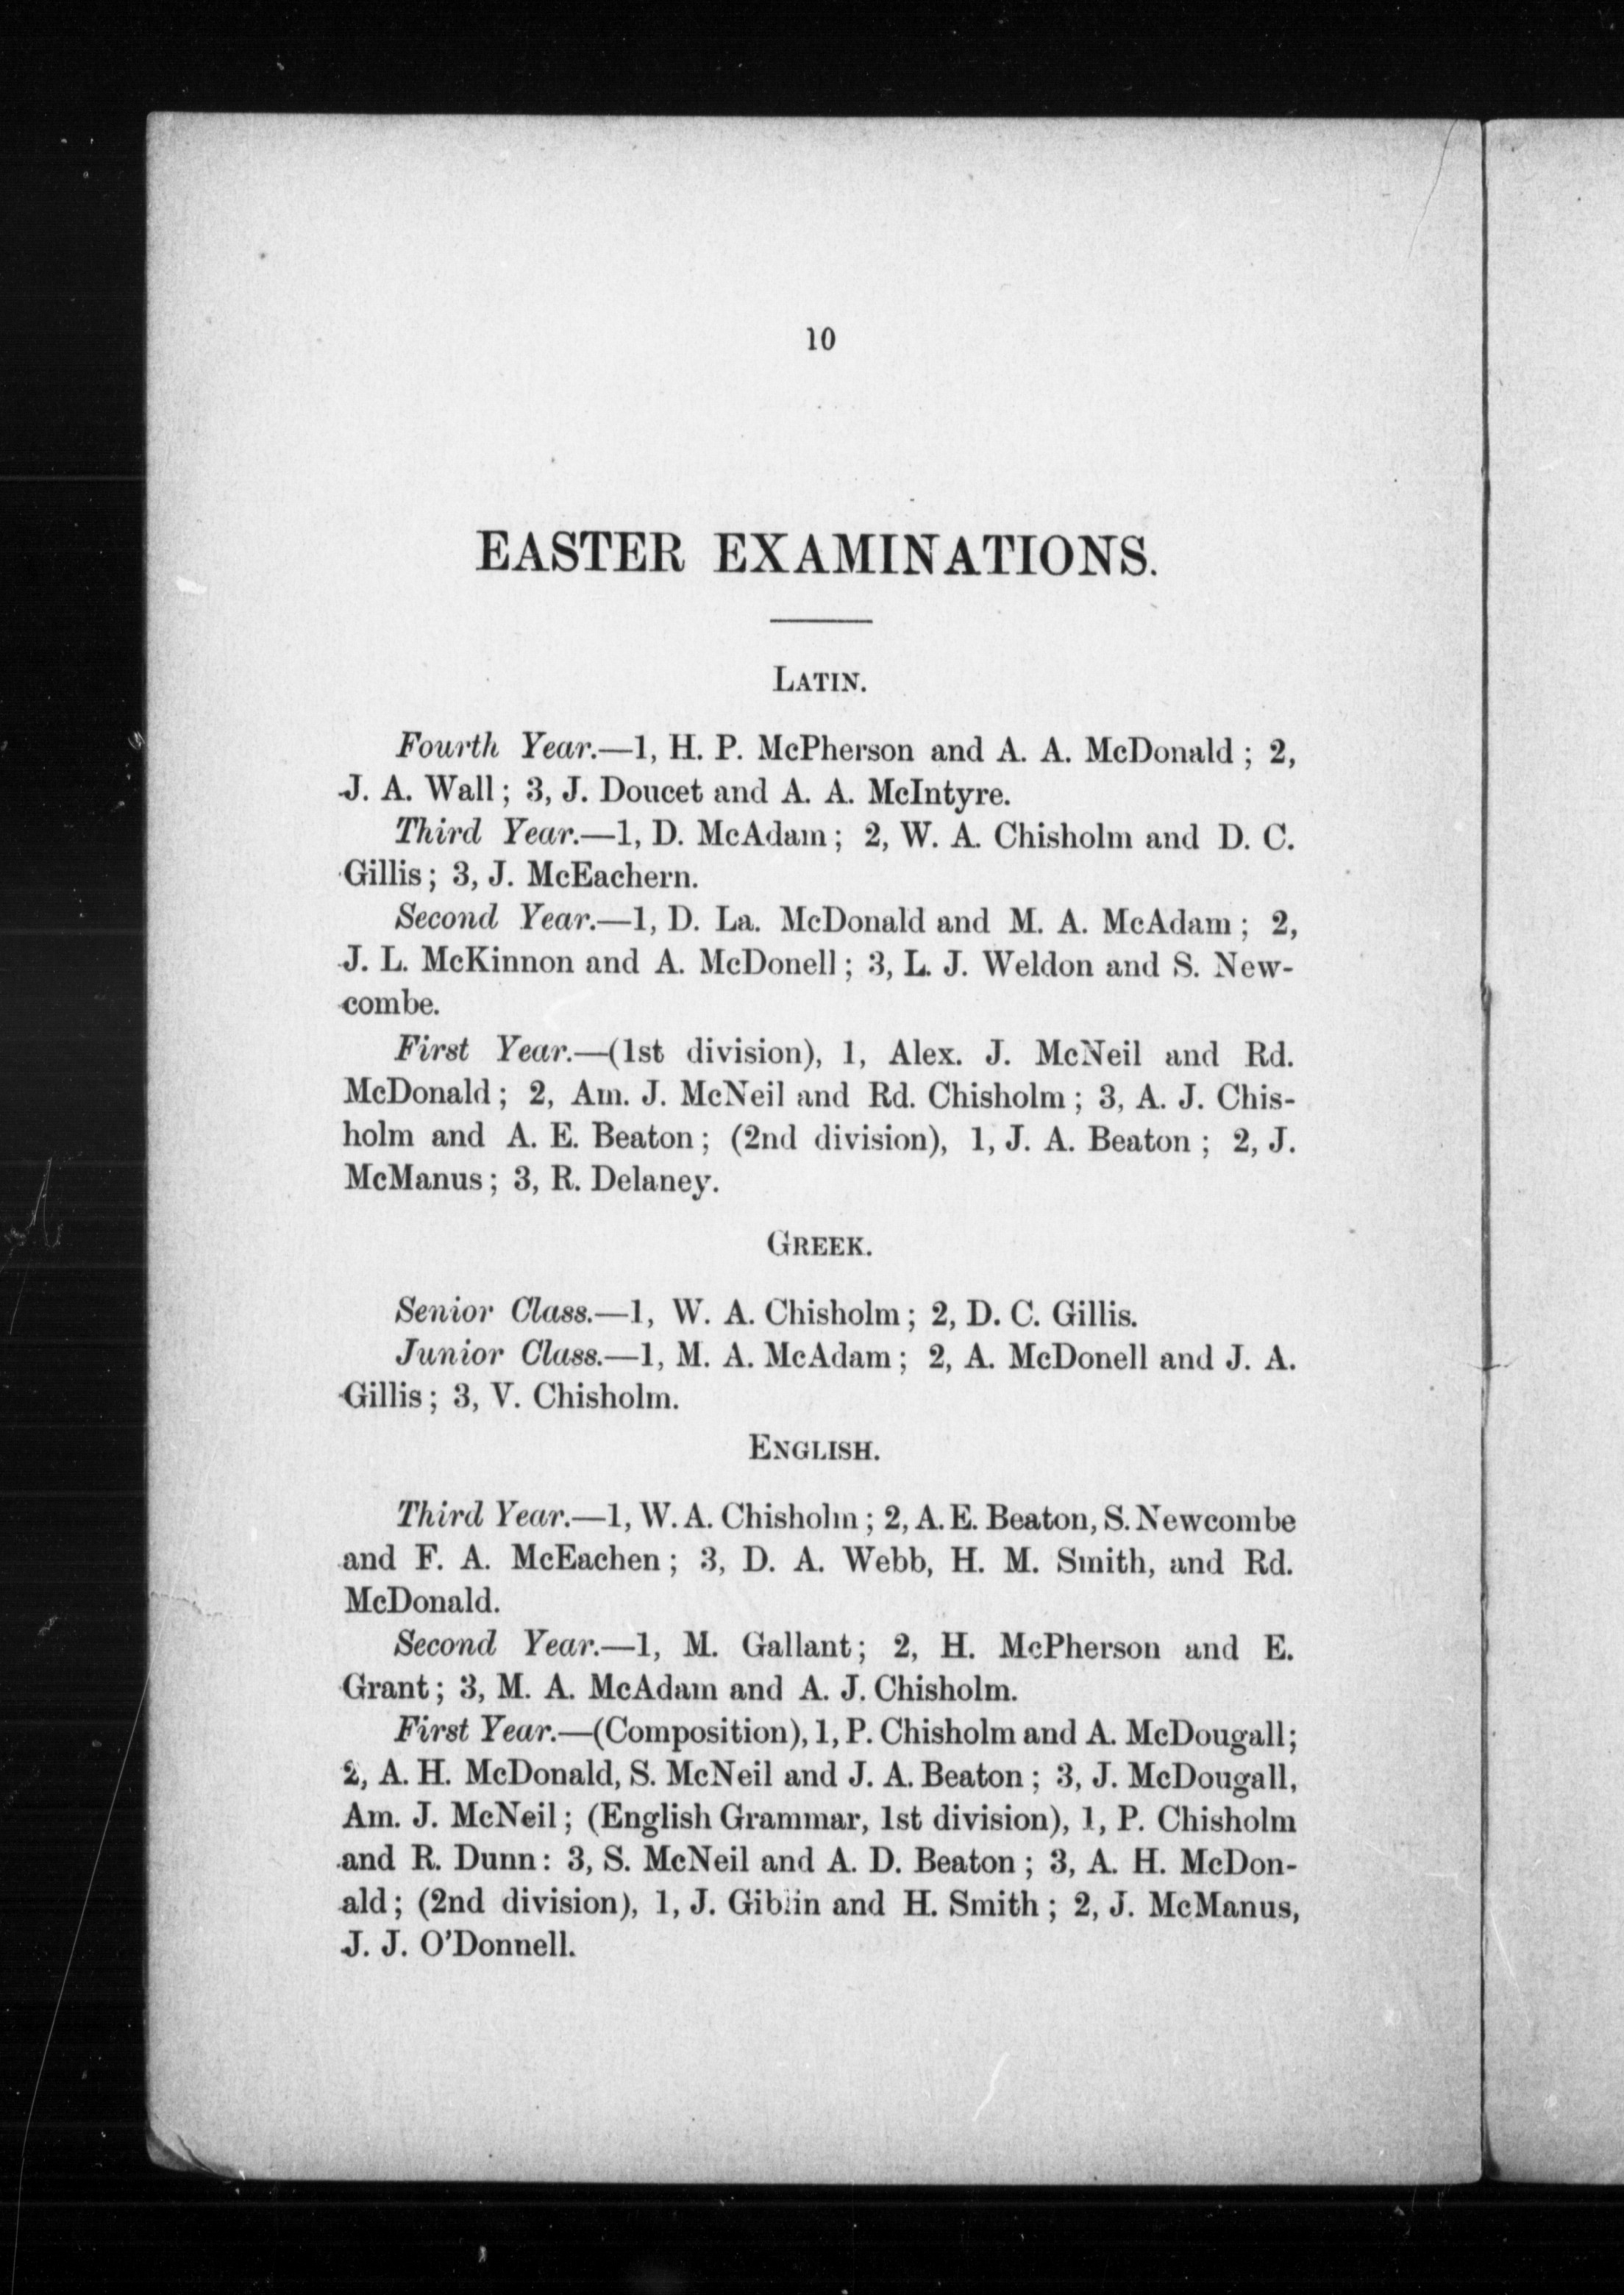 10
EASTER EXAMINATIONS.
LATIN.
Fourth Year.—1, H. P. McPherson and A. A. McDonald ; 2,
J. A. Wall ; 3, J. Doucet and A. A. McIntyre.
Third Year.—1, D. McAdam ; 2, W. A. Chisholm and D. C.
Gillis ; 3, J. McEachern.
Second Year.—1, D. La. McDonald and M. A. McAdam ; 2,
J. L. McKinnon and A. McDonell ; 3, L. J. Weldon and S. New-
combe.
First Year.—(1st division), 1, Alex. J. McNeil and Rd.
McDonald ; 2, Am. J. McNeil and Rd. Chisholm ; 3, A. J. Chis-
holm and A. E. Beaton ; (2nd division), 1, J. A. Beaton ; 2, J.
McManus ; 3, R. Delaney.
GREEK.
Senior Class.—1, W. A. Chisholm ; 2, D. C. Gillis.
Junior Class.—1, M. A. McAdam ; 2, A. McDonell and J. A.
Gillis ; 3, V. Chisholm.
ENGLISH.
Third Year.—1, W. A. Chisholm ; 2, A. E. Beaton, S. Newcombe
and F. A. McEachen ; 3, D. A. Webb, H. M. Smith, and Rd.
McDonald.
Second Year.—1, M. Gallant ; 2, H. McPherson and E.
Grant ; 3, M. A. McAdam and A. J. Chisholm.
First Year.—(Composition), 1, P. Chisholm and A. McDougall ;
2, A. H. McDonald, S. McNeil and J. A. Beaton ; 3, J. McDougall,
Am. J. McNeil ; (English Grammar, 1st division), 1, P. Chisholm
and R. Dunn : 3, S. McNeil and A. D. Beaton ; 3, A. H. McDon-
ald ; (2nd division), 1, J. Giblin and H. Smith ; 2, J. McManus,
J. J. O'Donnell.